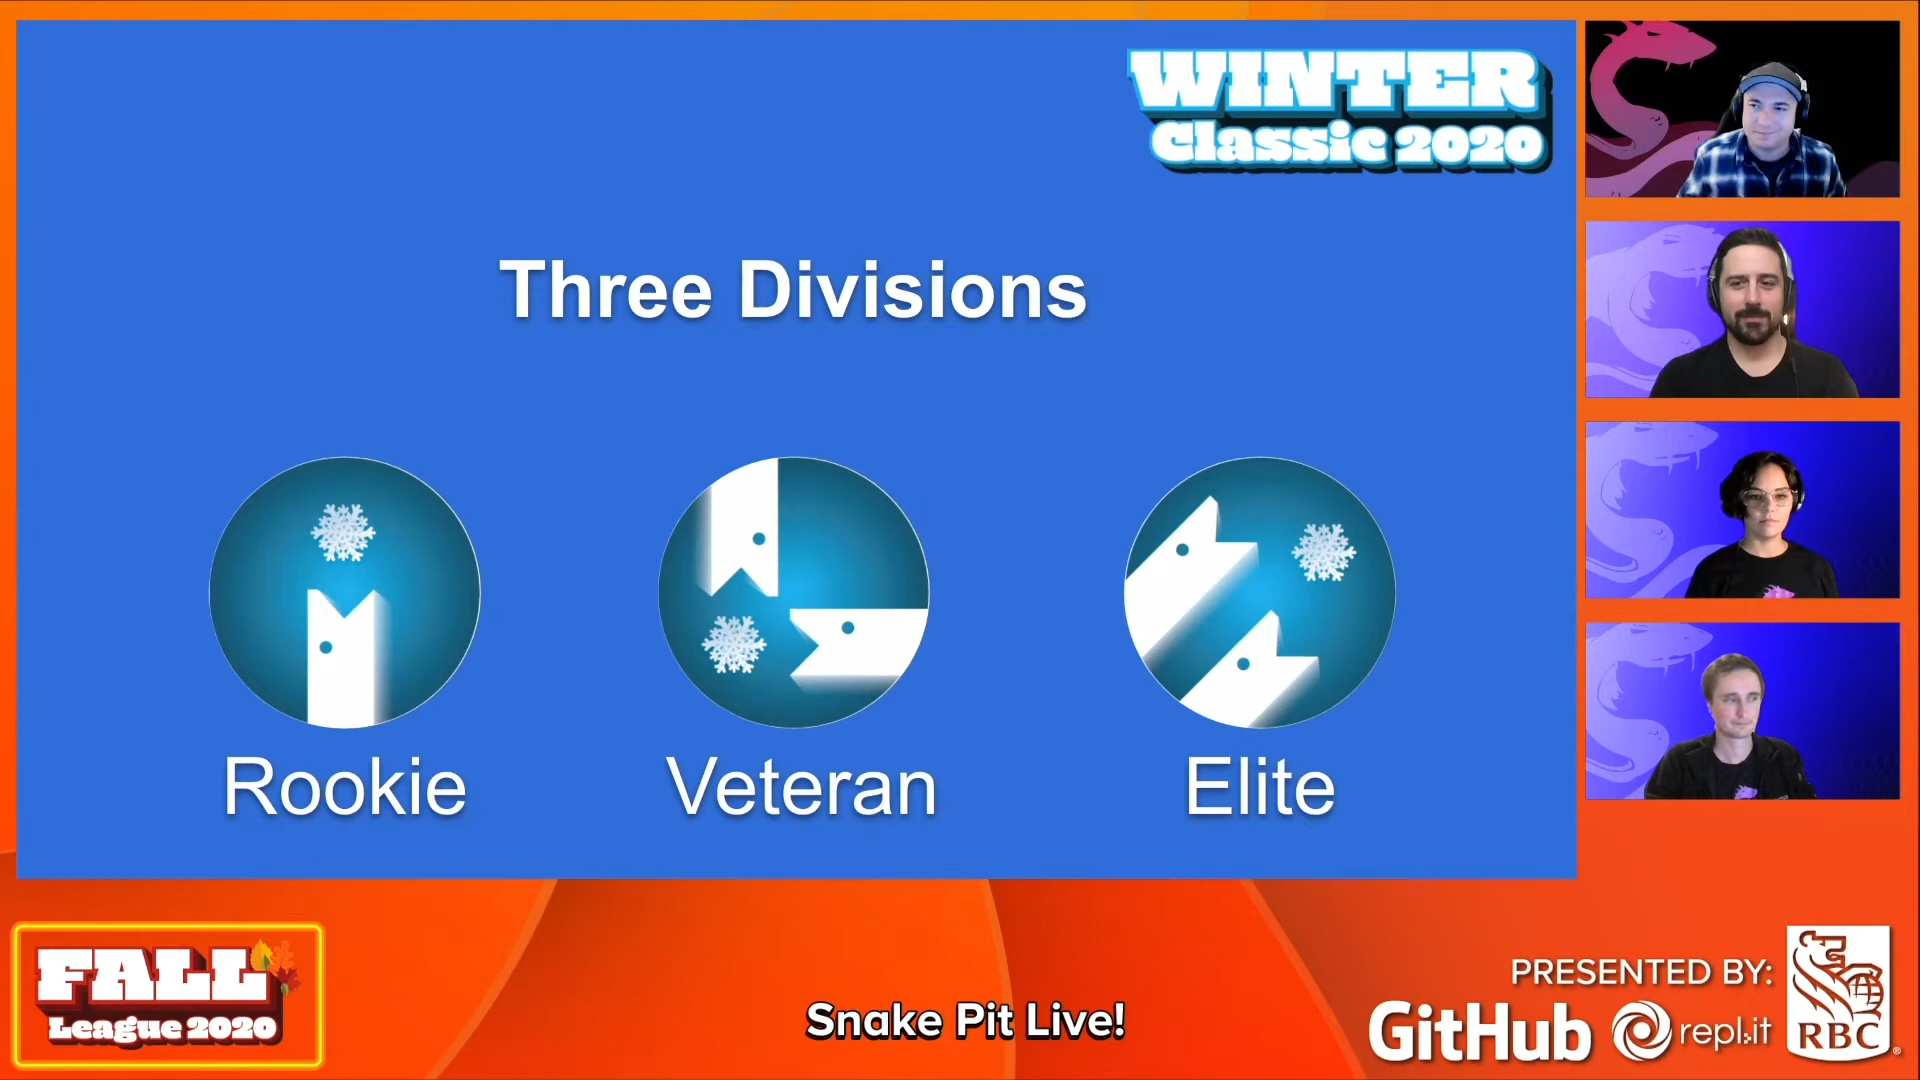 WINTER
Classic 2020
Three Divisions
Rookie
Veteran
Elite
FALL
League 2020
Snake Pit Live!
PRESENTED BY:
GitHub
repl.it
RBC
®